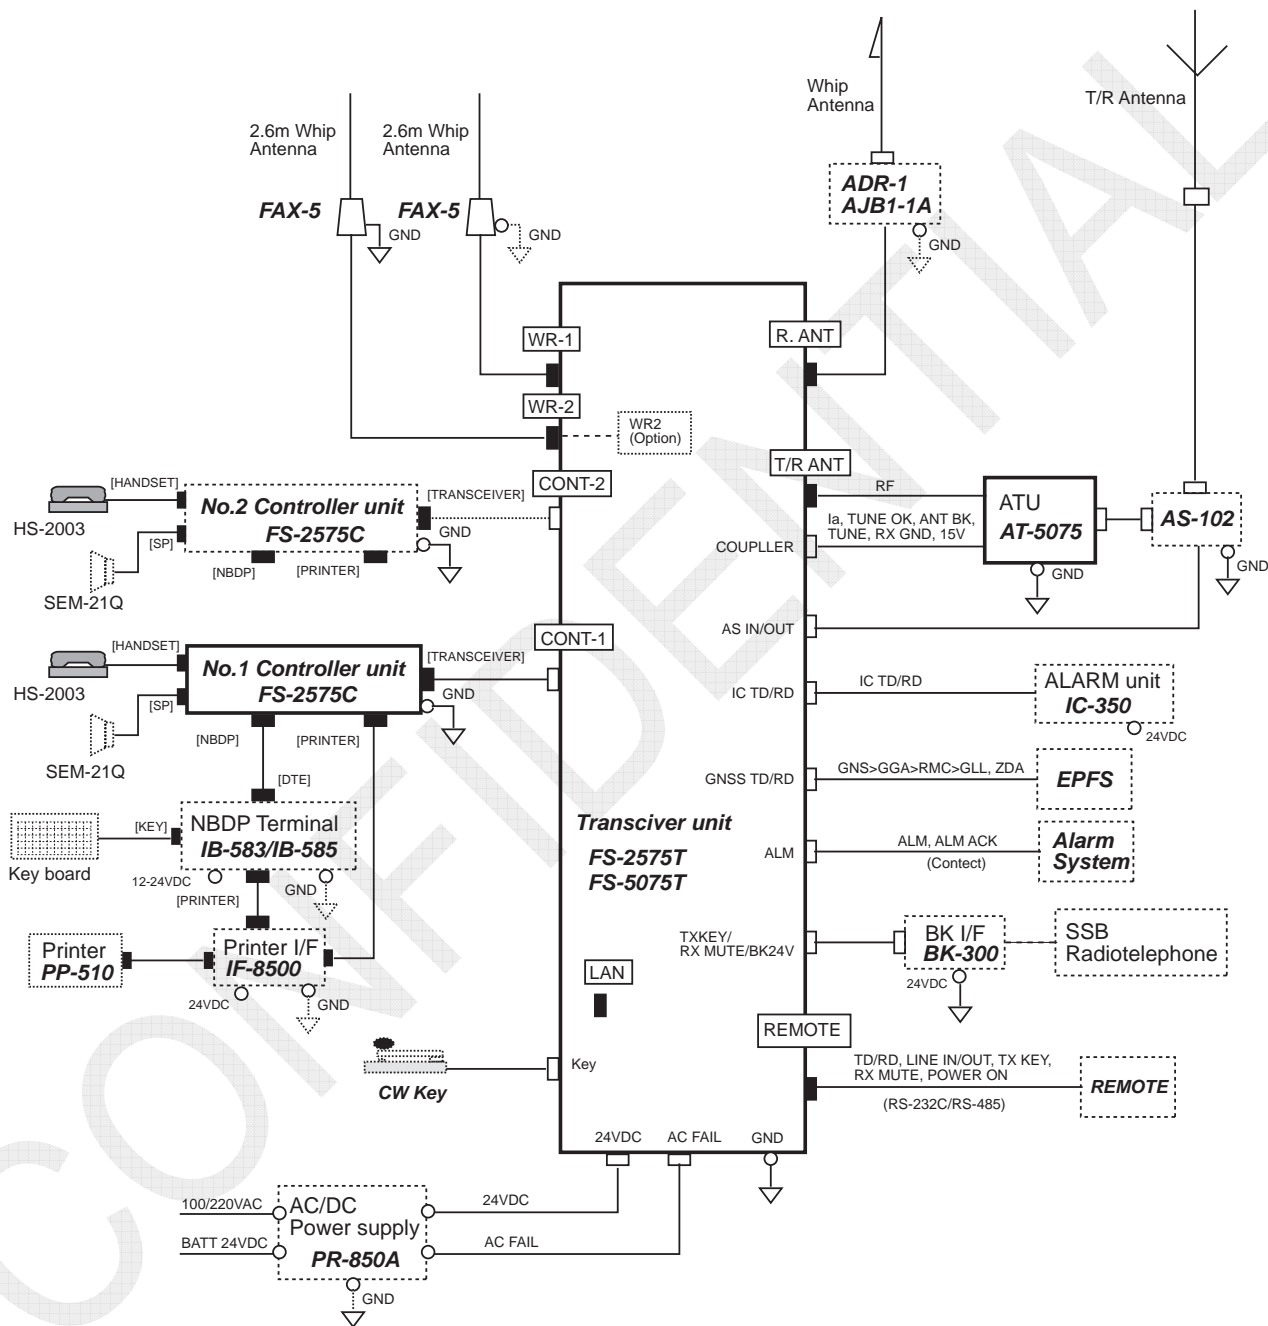 Whip
Antenna
T/R Antenna
2.6m Whip
Antenna
2.6m Whip
Antenna
ADR-1
AJB1-1A
FAX-5
GND
FAX-5
GND
GND
WR-1
R. ANT
WR-2
WR2
(Option)
T/R ANT
CONT-2
[HANDSET]
HS-2003
No.2 Controller unit
FS-2575C
[TRANSCEIVER]
GND
[SP]
[NBDP]
[PRINTER]
SEM-21Q
RF
Ia, TUNE OK, ANT BK,
TUNE, RX GND, 15V
COUPLLER
ATU
AT-5075
GND
AS-102
GND
AS IN/OUT
CONT-1
[HANDSET]
HS-2003
No.1 Controller unit
FS-2575C
[TRANSCEIVER]
GND
[SP]
[NBDP]
[PRINTER]
SEM-21Q
IC TD/RD
IC TD/RD
ALARM unit
IC-350
24VDC
[DTE]
GNSS TD/RD
GNS>GGA>RMC>GLL, ZDA
EPFS
Key board
[KEY]
NBDP Terminal
IB-583/IB-585
12-24VDC
GND
[PRINTER]
Transciver unit
FS-2575T
FS-5075T
ALM
ALM, ALM ACK
(Contect)
Alarm
System
Printer
PP-510
Printer I/F
IF-8500
24VDC
GND
TXKEY/
RX MUTE/BK24V
BK I/F
BK-300
24VDC
SSB
Radiotelephone
LAN
REMOTE
CW Key
Key
TD/RD, LINE IN/OUT, TX KEY,
RX MUTE, POWER ON
(RS-232C/RS-485)
REMOTE
24VDC
AC FAIL
GND
100/220VAC
BATT 24VDC
AC/DC
Power supply
PR-850A
24VDC
AC FAIL
GND
CONFIDENTIAL